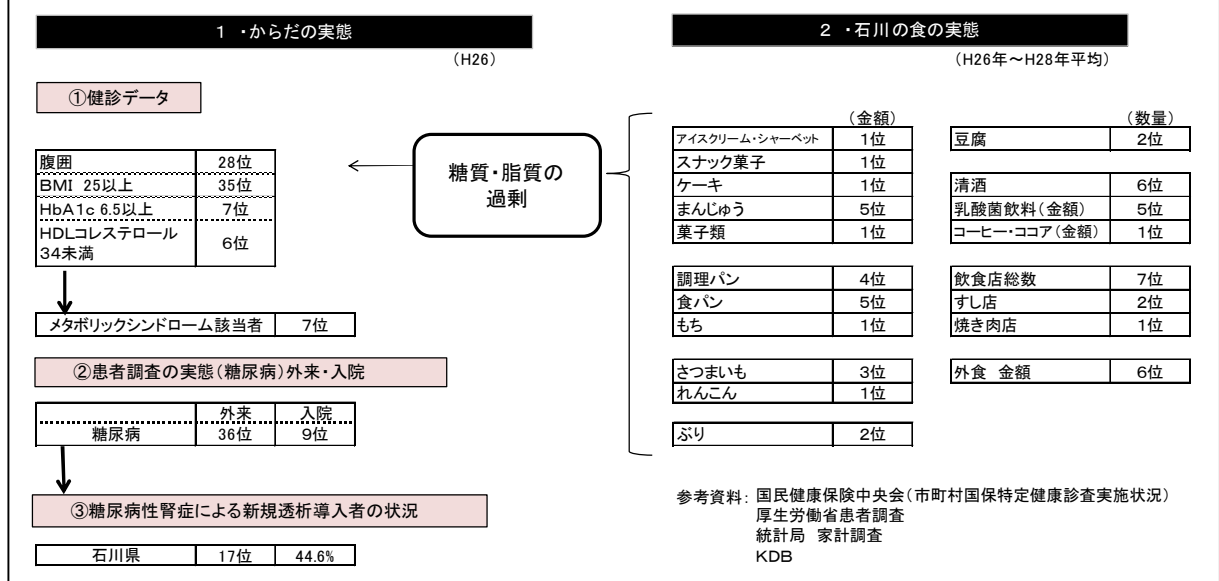 1 ・からだの実態
(H26)
①健診データ
腹囲 28位
BMI 25以上 35位
HbA1c 6.5以上 7位
HDLコレステロール
34未満 6位
メタボリックシンドローム該当者 7位
②患者調査の実態(糖尿病)外来・入院
外来 入院
糖尿病 36位 9位
③糖尿病性腎症による新規透析導入者の状況
石川県 17位 44.6%
糖質・脂質の
過剰
2 ・石川の食の実態
(H26年～H28年平均)
(金額)
アイスクリーム・シャーベット 1位
スナック菓子 1位
ケーキ 1位
まんじゅう 5位
菓子類 1位
調理パン 4位
食パン 5位
もち 1位
さつまいも 3位
れんこん 1位
ぶり 2位
(数量)
豆腐 2位
清酒 6位
乳酸菌飲料(金額) 5位
コーヒー・ココア(金額) 1位
飲食店総数 7位
すし店 2位
焼き肉店 1位
外食 金額 6位
参考資料: 国民健康保険中央会(市町村国保特定健康診査実施状況)
厚生労働省患者調査
統計局 家計調査
KDB